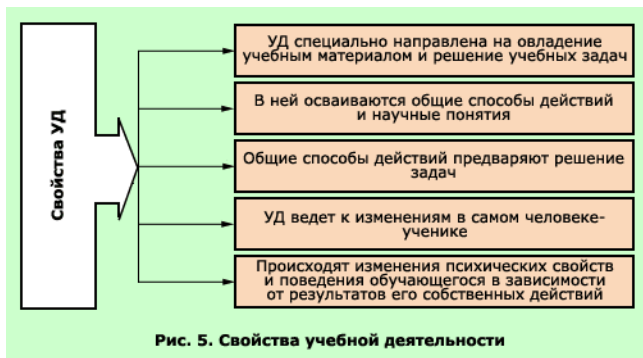 Свойства УД
УД специально направлена на овладение
учебным материалом и решение учебных задач
В ней осваиваются общие способы действий
и научные понятия
Общие способы действий предваряют решение
задач
УД ведет к изменениям в самом человеке-
ученике
Происходят изменения психических свойств
и поведения обучающегося в зависимости
от результатов его собственных действий
Рис. 5. Свойства учебной деятельности